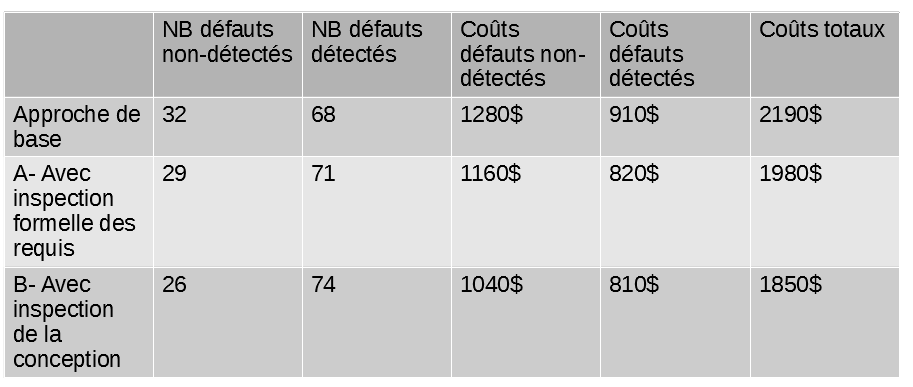 NB défauts non-détectés
NB défauts détectés
Coûts défauts non-détectés
Coûts défauts détectés
Coûts totaux
Approche de base
32
68
1280$
910$
2190$
A- Avec inspection formelle des requis
29
71
1160$
820$
1980$
B- Avec inspection de la conception
26
74
1040$
810$
1850$